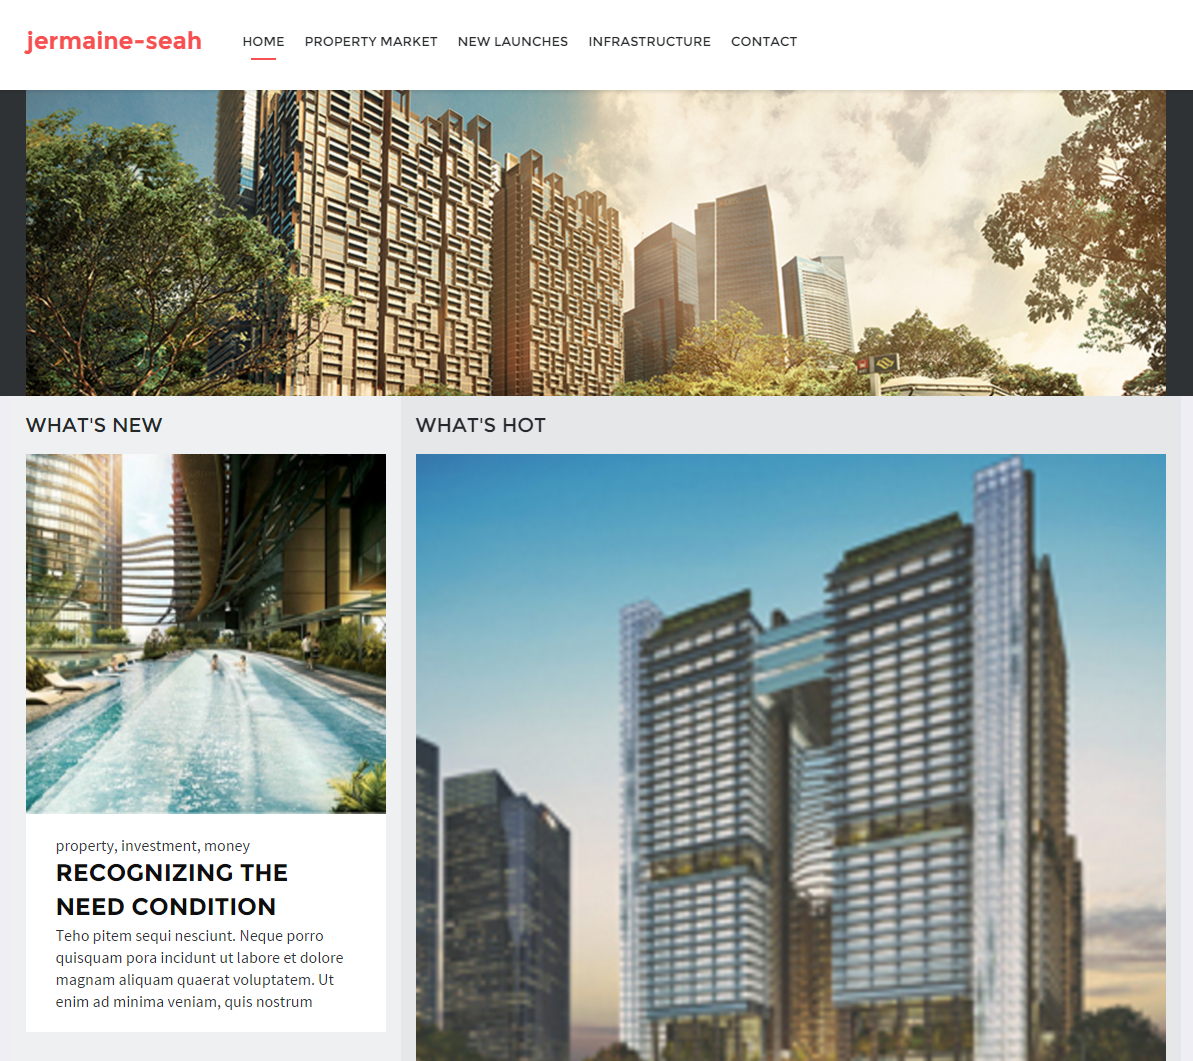 jermaine-seah
HOME PROPERTY MARKET NEW LAUNCHES INFRASTRUCTURE CONTACT
WHAT'S NEW
WHAT'S HOT
property, investment, money
RECOGNIZING THE
NEED CONDITION
Teho pitem sequi nesciunt. Neque porro
quisquam pora incidunt ut labore et dolore
magnam aliquam quaerat voluptatem. Ut
enim ad minima veniam, quis nostrum